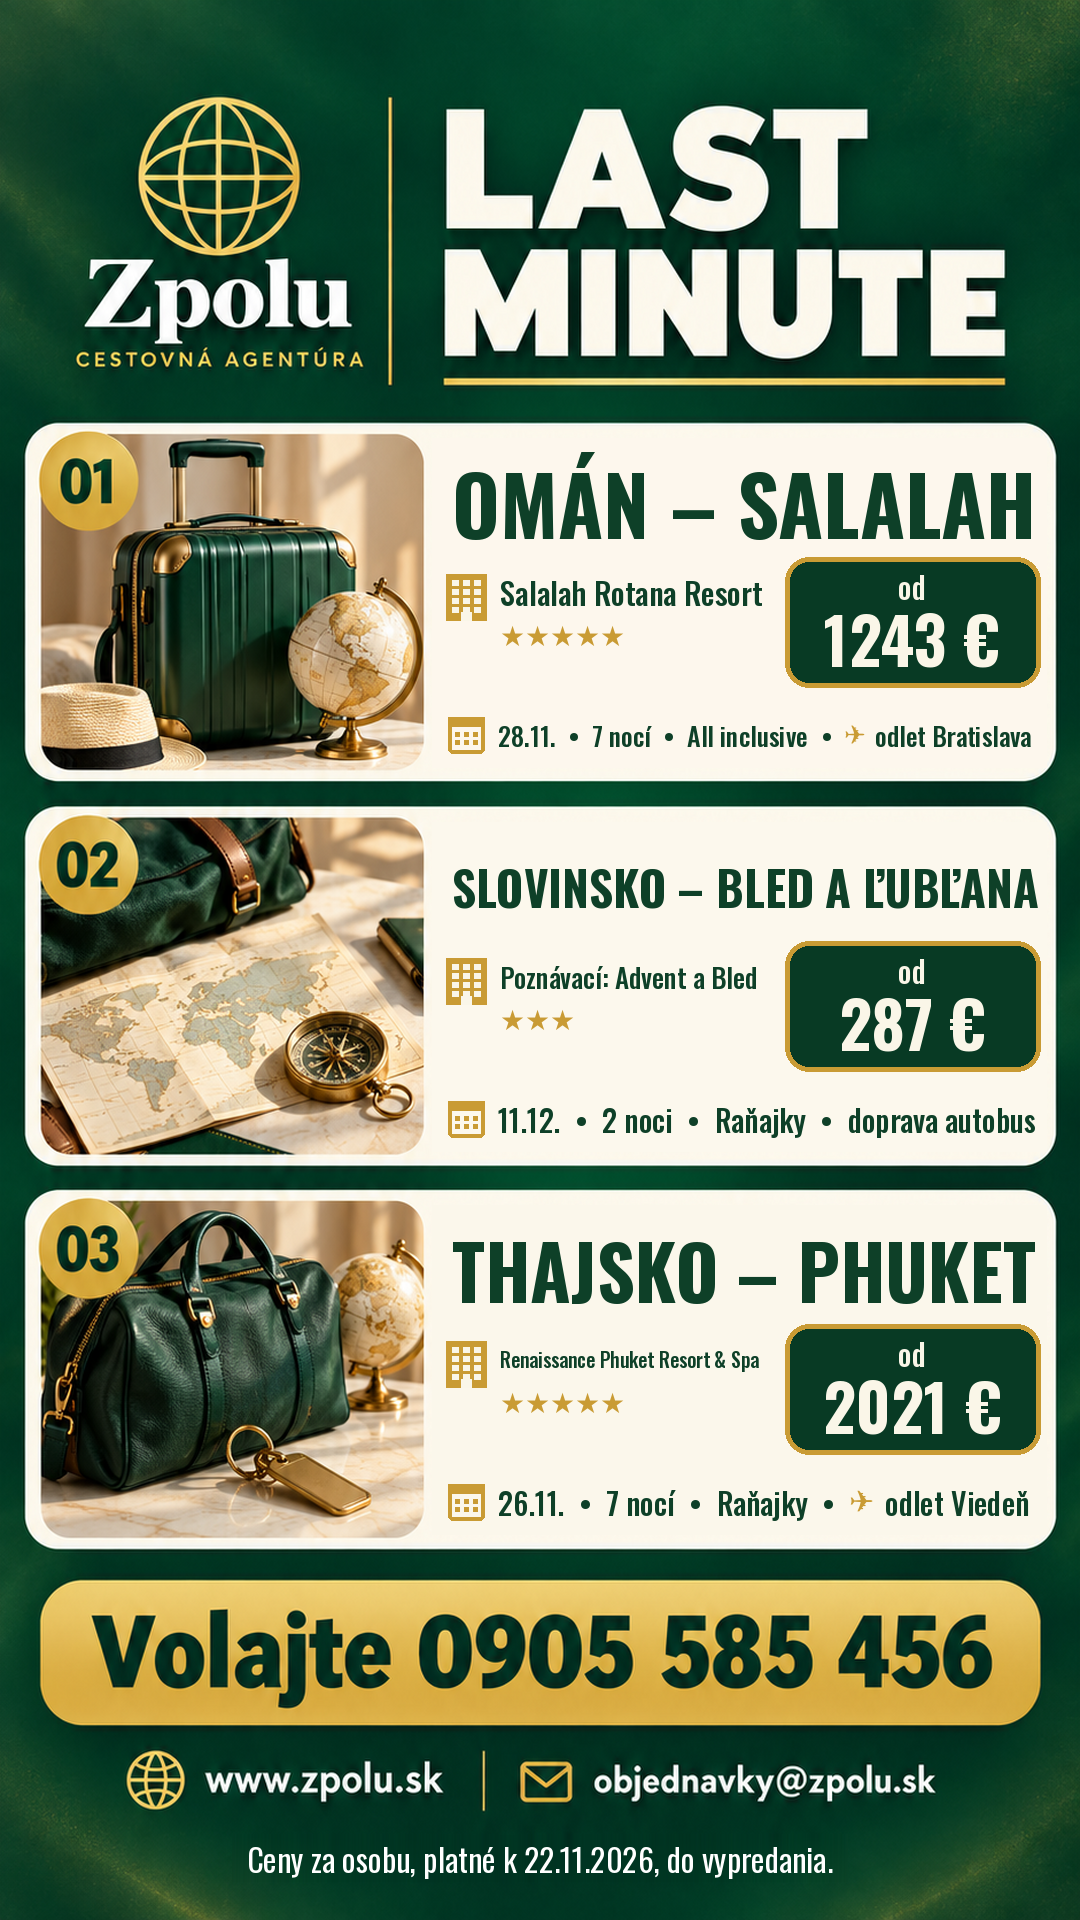 Zpolu
CESTOVNÁ AGENTÚRA
LAST
MINUTE
01
OMÁN – SALALAH
Salalah Rotana Resort
★★★★★
od
1243 €
28.11. • 7 nocí • All inclusive • ✈ odlet Bratislava
02
SLOVINSKO – BLED A ĽUBĽANA
Poznávací: Advent a Bled
★★★
od
287 €
11.12. • 2 noci • Raňajky • doprava autobus
03
THAJSKO – PHUKET
Renaissance Phuket Resort & Spa
★★★★★
od
2021 €
26.11. • 7 nocí • Raňajky • ✈ odlet Viedeň
Volajte 0905 585 456
www.zpolu.sk
objednavky@zpolu.sk
Ceny za osobu, platné k 22.11.2026, do vypredania.